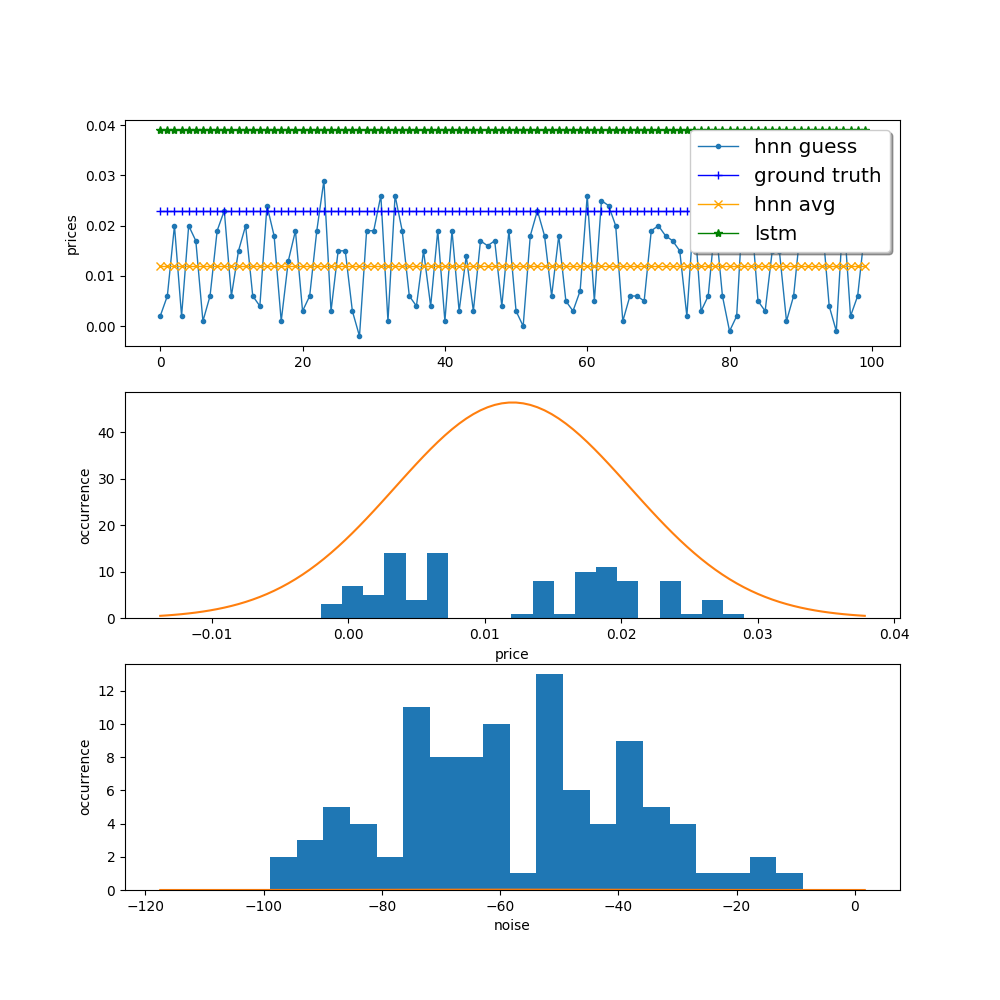 0.04
0.03
0.02
0.01
0.00
prices
hnn guess
ground truth
hnn avg
lstm
0 20 40 60 80 100
40
30
20
10
0
occurrence
−0.01 0.00 0.01 0.02 0.03 0.04
price
12
10
8
6
4
2
0
occurrence
−120 −100 −80 −60 −40 −20 0
noise